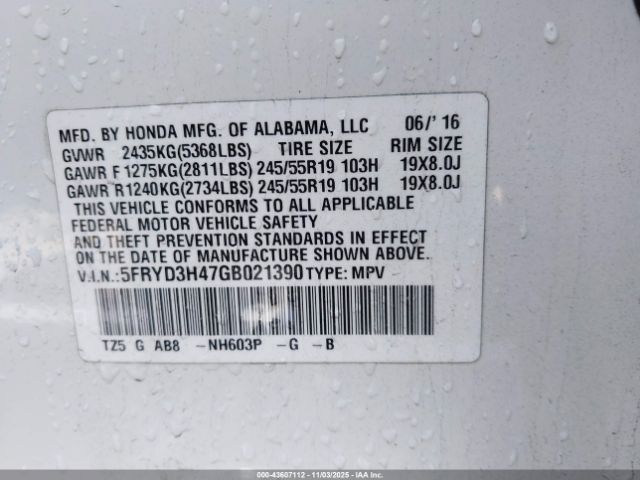 MFD. BY HONDA MFG. OF ALABAMA, LLC 06/'16
GVWR 2435KG(5368LBS) TIRE SIZE RIM SIZE
GAWR F1275KG(2811LBS) 245/55R19 103H 19X8.0J
GAWR R1240KG(2734LBS) 245/55R19 103H 19X8.0J
THIS VEHICLE CONFORMS TO ALL APPLICABLE
FEDERAL MOTOR VEHICLE SAFETY
AND THEFT PREVENTION STANDARDS IN EFFECT
ON THE DATE OF MANUFACTURE SHOWN ABOVE.
V.I.N.:5FRYD3H47GB021390 TYPE: MPV
TZ5 G AB8 -NH603P -G -B
000-43607112 - 11/03/2025 - IAAI, Inc.